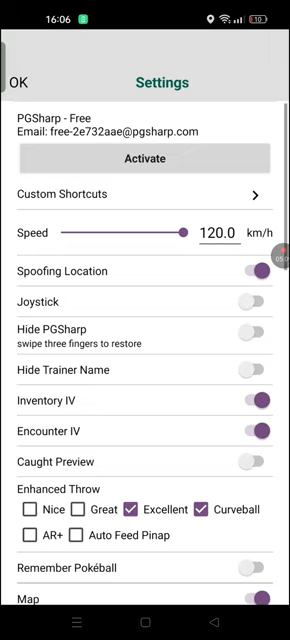 16:06
10
OK
Settings
PGSharp - Free
Email: free-2e732aae@pgsharp.com
Activate
Custom Shortcuts
Speed
120.0
km/h
Spoofing Location
Joystick
Hide PGSharp
swipe three fingers to restore
Hide Trainer Name
Inventory IV
Encounter IV
Caught Preview
Enhanced Throw
Nice Great Excellent Curveball
AR+ Auto Feed Pinap
Remember Pokéball
Map